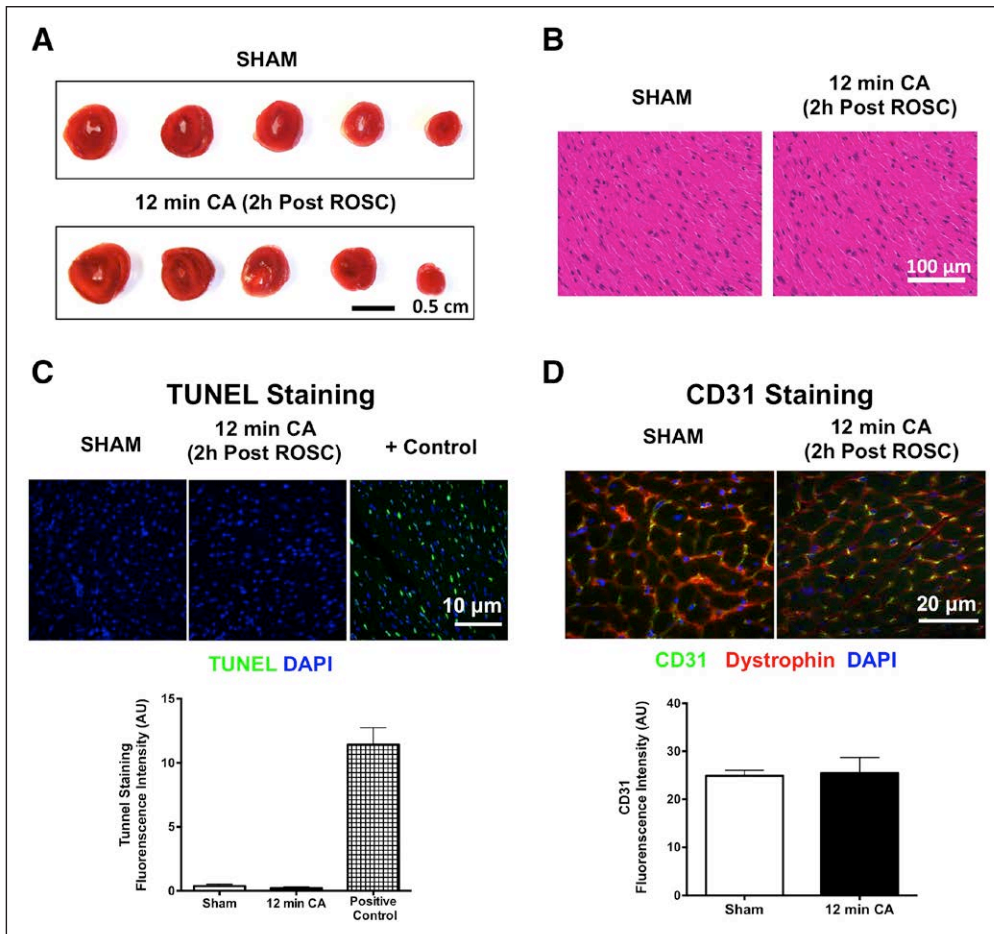 A
SHAM
12 min CA (2h Post ROSC)
0.5 cm
B
SHAM
12 min CA
(2h Post ROSC)
100 µm
C
TUNEL Staining
SHAM
12 min CA
(2h Post ROSC)
+ Control
10 µm
TUNEL DAPI
Tunnel Staining
Fluorenscence Intensity (AU)
15
10
5
0
Sham
12 min CA
Positive
Control
D
CD31 Staining
SHAM
12 min CA
(2h Post ROSC)
20 µm
CD31 Dystrophin DAPI
CD31
Fluorenscence Intensity (AU)
40
30
20
10
0
Sham
12 min CA